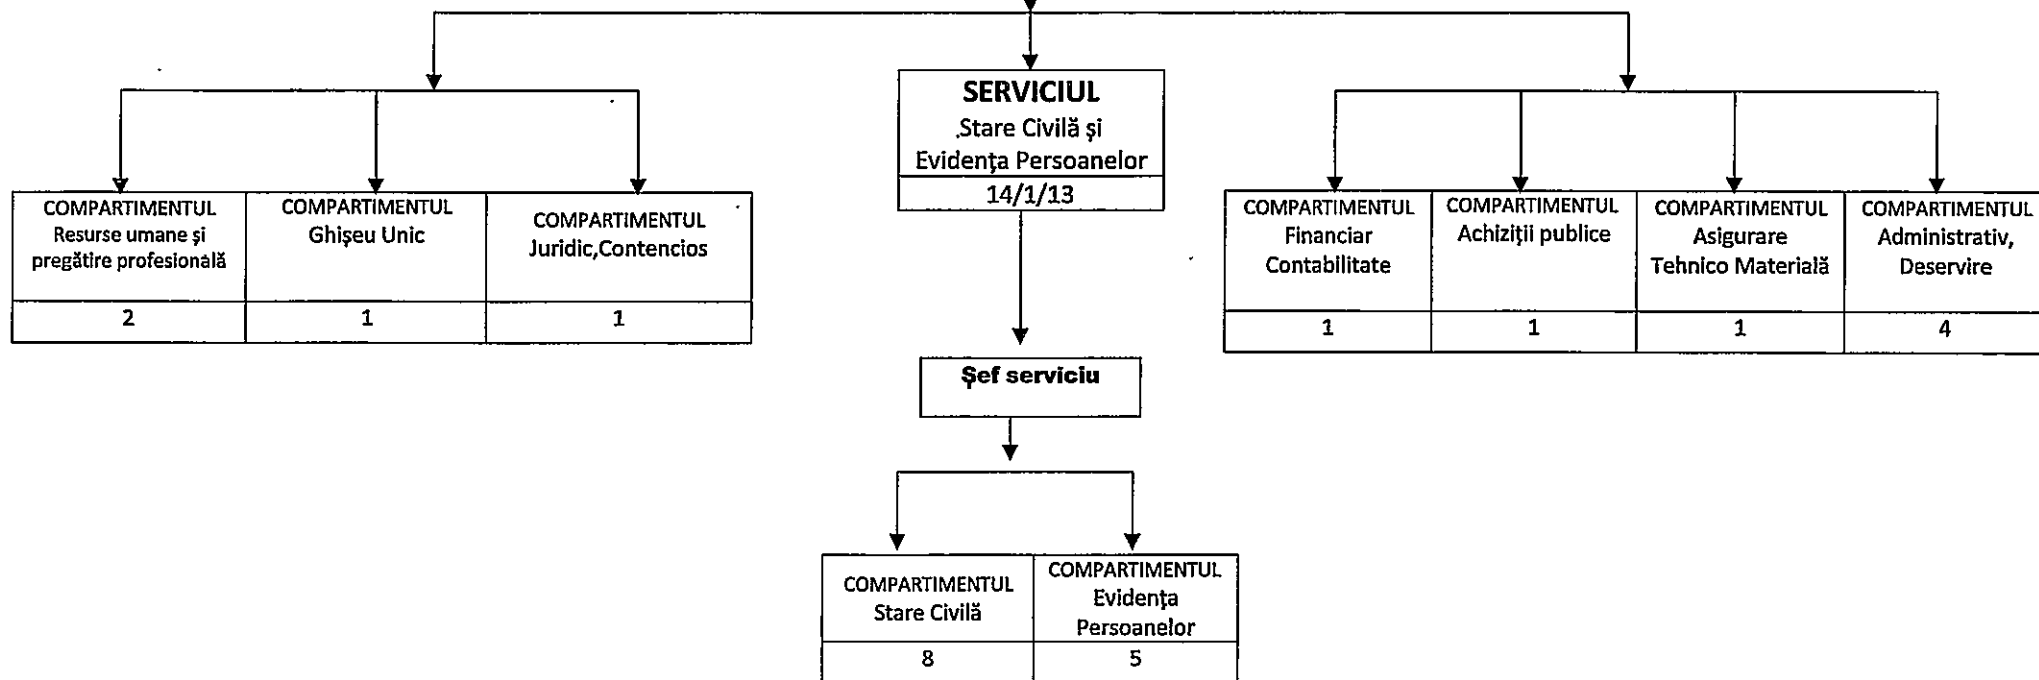 SERVICIUL
Stare Civilă și
Evidența Persoanelor
14/1/13
COMPARTIMENTUL
Resurse umane și
pregătire profesională
2
COMPARTIMENTUL
Ghișeu Unic
1
COMPARTIMENTUL
Juridic,Contencios
1
COMPARTIMENTUL
Financiar
Contabilitate
1
COMPARTIMENTUL
Achiziții publice
1
COMPARTIMENTUL
Asigurare
Tehnico Materială
1
COMPARTIMENTUL
Administrativ,
Deservire
4
Șef serviciu
COMPARTIMENTUL
Stare Civilă
8
COMPARTIMENTUL
Evidența
Persoanelor
5